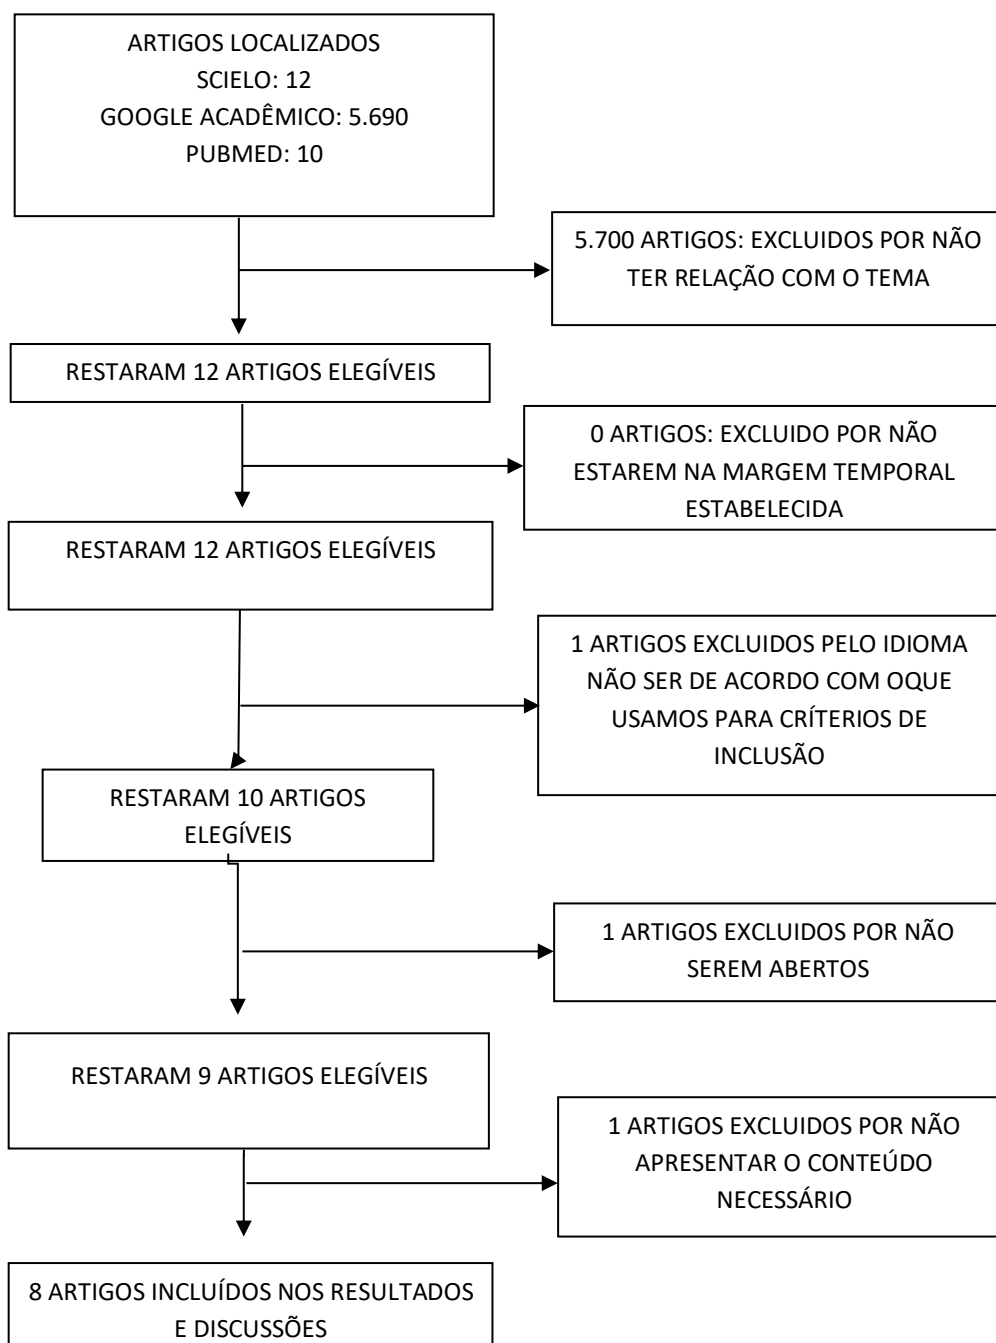 ARTIGOS LOCALIZADOS
SCIELO: 12
GOOGLE ACADÊMICO: 5.690
PUBMED: 10
5.700 ARTIGOS: EXCLUIDOS POR NÃO
TER RELAÇÃO COM O TEMA
RESTARAM 12 ARTIGOS ELEGÍVEIS
0 ARTIGOS: EXCLUIDO POR NÃO
ESTAREM NA MARGEM TEMPORAL
ESTABELECIDA
RESTARAM 12 ARTIGOS ELEGÍVEIS
1 ARTIGOS EXCLUIDOS PELO IDIOMA
NÃO SER DE ACORDO COM OQUE
USAMOS PARA CRÍTERIOS DE
INCLUSÃO
RESTARAM 10 ARTIGOS
ELEGÍVEIS
1 ARTIGOS EXCLUIDOS POR NÃO
SEREM ABERTOS
RESTARAM 9 ARTIGOS ELEGÍVEIS
1 ARTIGOS EXCLUIDOS POR NÃO
APRESENTAR O CONTEÚDO
NECESSÁRIO
8 ARTIGOS INCLUÍDOS NOS RESULTADOS
E DISCUSSÕES